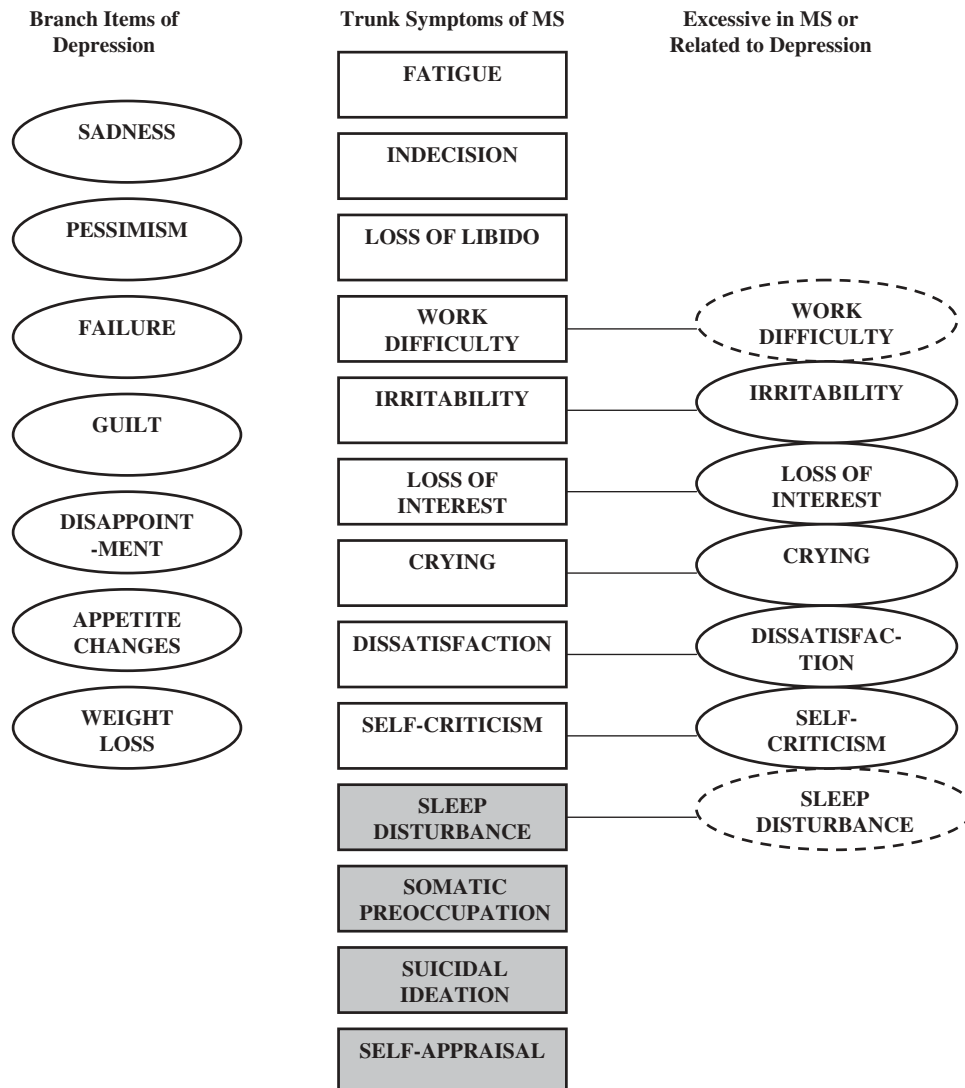 Branch Items of
Depression
Trunk Symptoms of MS
Excessive in MS or
Related to Depression
SADNESS
PESSIMISM
FAILURE
GUILT
DISAPPOINT
-MENT
APPETITE
CHANGES
WEIGHT
LOSS
FATIGUE
INDECISION
LOSS OF LIBIDO
WORK
DIFFICULTY
IRRITABILITY
LOSS OF
INTEREST
CRYING
DISSATISFACTION
SELF-CRITICISM
SLEEP
DISTURBANCE
SOMATIC
PREOCCUPATION
SUICIDAL
IDEATION
SELF-APPRAISAL
WORK
DIFFICULTY
IRRITABILITY
LOSS OF
INTEREST
CRYING
DISSATISFAC-
TION
SELF-
CRITICISM
SLEEP
DISTURBANCE